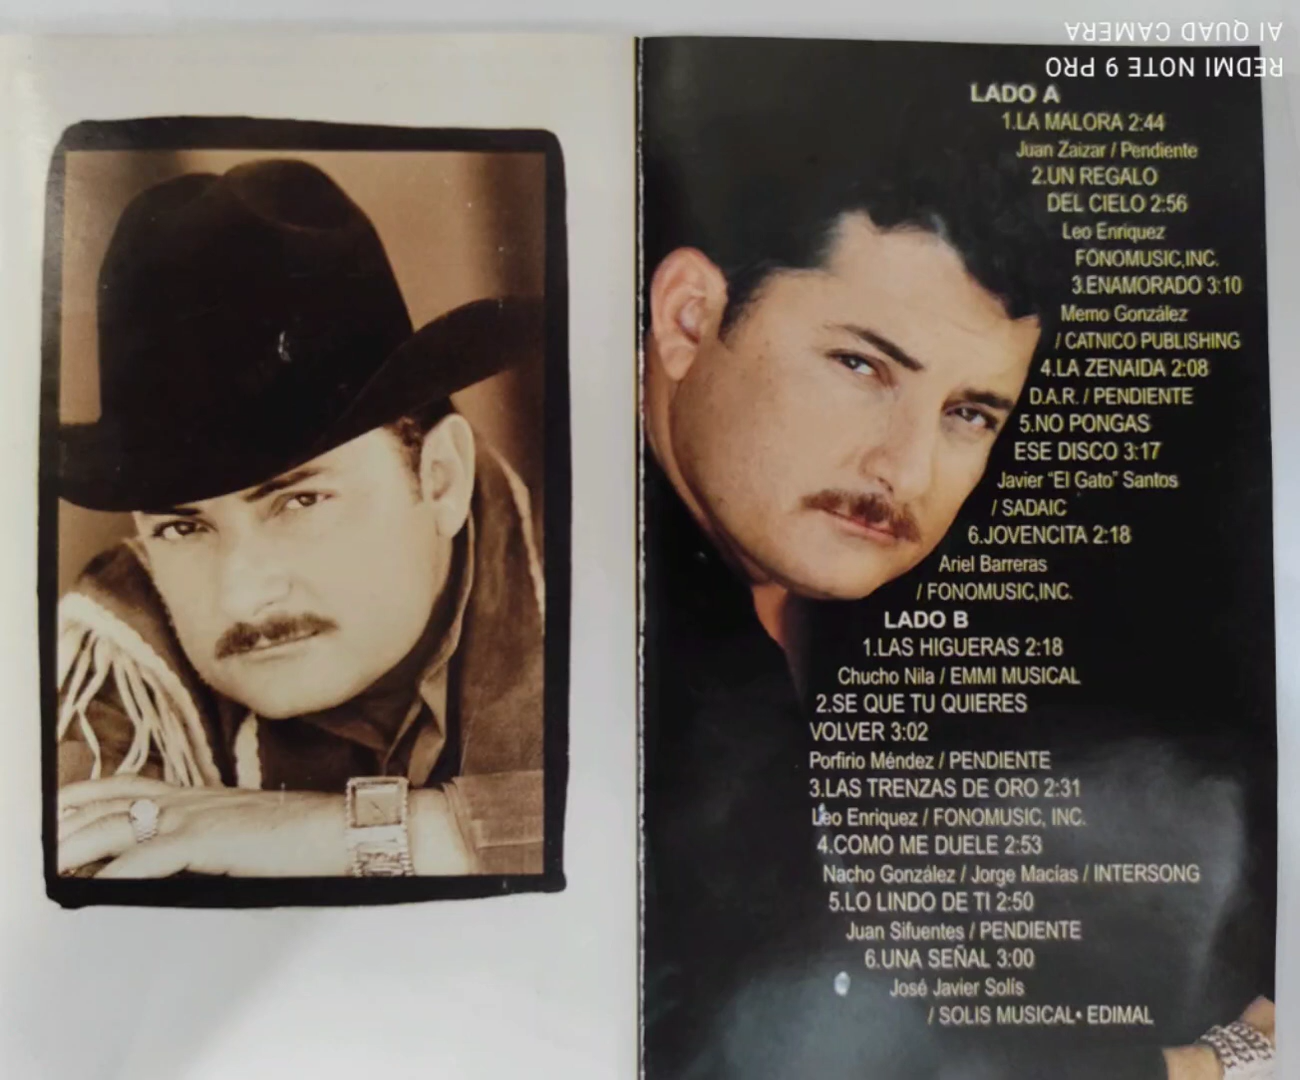 AI QUAD CAMERA
REDMI NOTE 9 PRO
LADO A
1.LA MALORA 2:44
Juan Zaizar / Pendiente
2.UN REGALO
DEL CIELO 2:56
Leo Enriquez
FONOMUSIC,INC.
3.ENAMORADO 3:10
Memo González
/ CATNICO PUBLISHING
4.LA ZENAIDA 2:08
D.A.R. / PENDIENTE
5.NO PONGAS
ESE DISCO 3:17
Javier "El Gato" Santos
/ SADAIC
6.JOVENCITA 2:18
Ariel Barreras
/ FONOMUSIC,INC.
LADO B
1.LAS HIGUERAS 2:18
Chucho Nila / EMMI MUSICAL
2.SE QUE TU QUIERES
VOLVER 3:02
Porfirio Méndez / PENDIENTE
3.LAS TRENZAS DE ORO 2:31
Leo Enriquez / FONOMUSIC, INC.
4.COMO ME DUELE 2:53
Nacho González / Jorge Macías / INTERSONG
5.LO LINDO DE TI 2:50
Juan Sifuentes / PENDIENTE
6.UNA SEÑAL 3:00
José Javier Solís
/ SOLIS MUSICAL• EDIMAL